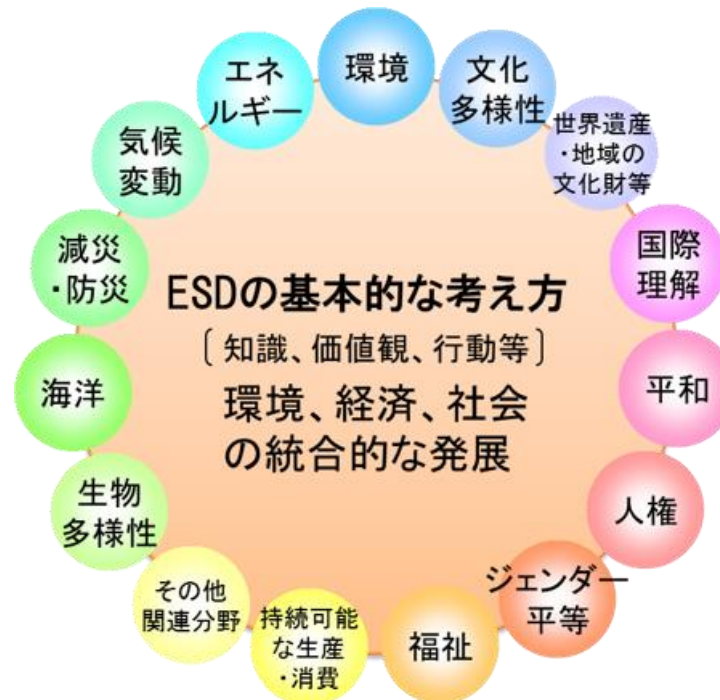 環境
文化
多様性
世界遺産
・地域の
文化財等
国際
理解
平和
人権
ジェンダー
平等
福祉
持続可能
な生産
・消費
その他
関連分野
生物
多様性
海洋
減災
・防災
気候
変動
エネ
ルギー
ESDの基本的な考え方
〔知識、価値観、行動等〕
環境、経済、社会
の統合的な発展